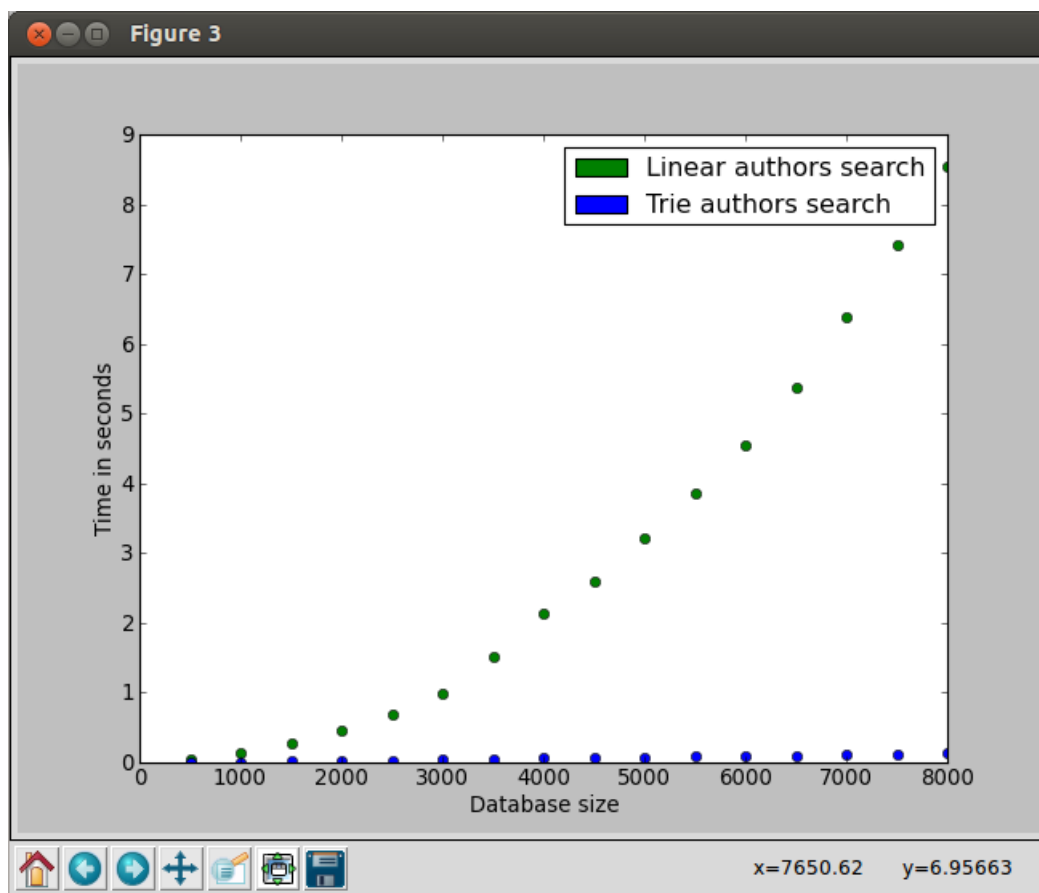 Figure 3
9
Linear authors search
Trie authors search
8
7
6
5
4
3
2
1
0
Time in seconds
0 1000 2000 3000 4000 5000 6000 7000 8000
Database size
x=7650.62 y=6.95663